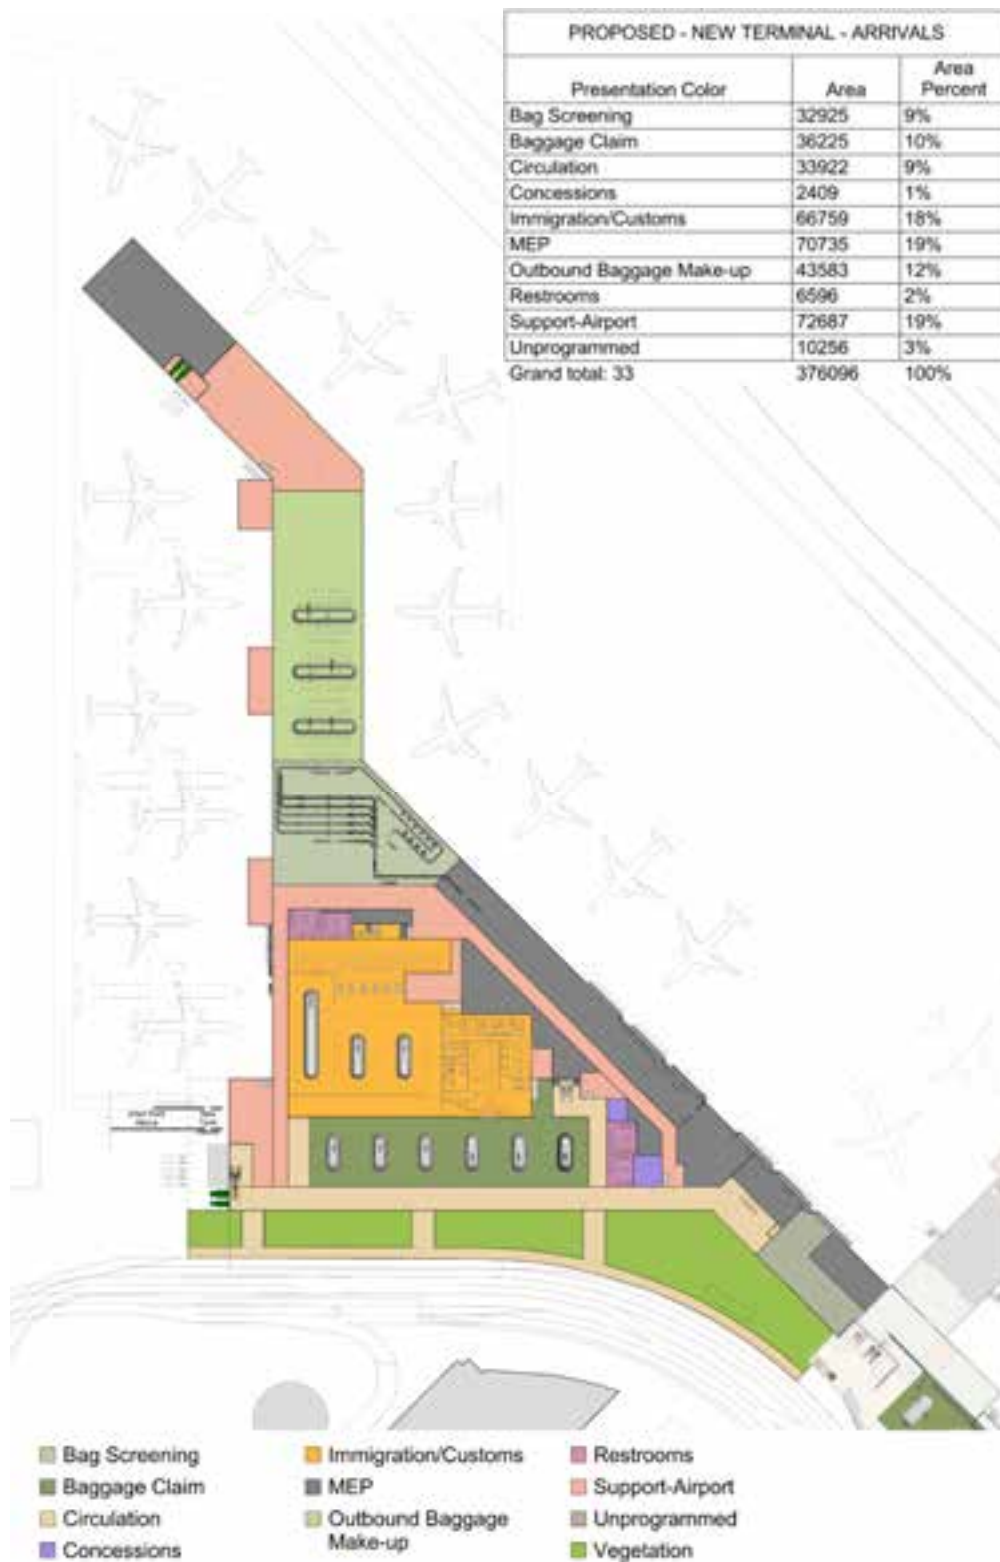 PROPOSED - NEW TERMINAL - ARRIVALS
Presentation Color Area Area Percent
Bag Screening 32925 9%
Baggage Claim 36225 10%
Circulation 33922 9%
Concessions 2409 1%
Immigration/Customs 66759 18%
MEP 70735 19%
Outbound Baggage Make-up 43583 12%
Restrooms 6596 2%
Support-Airport 72687 19%
Unprogrammed 10256 3%
Grand total: 33 376096 100%
Bag Screening
Baggage Claim
Circulation
Concessions
Immigration/Customs
MEP
Outbound Baggage
Make-up
Restrooms
Support-Airport
Unprogrammed
Vegetation